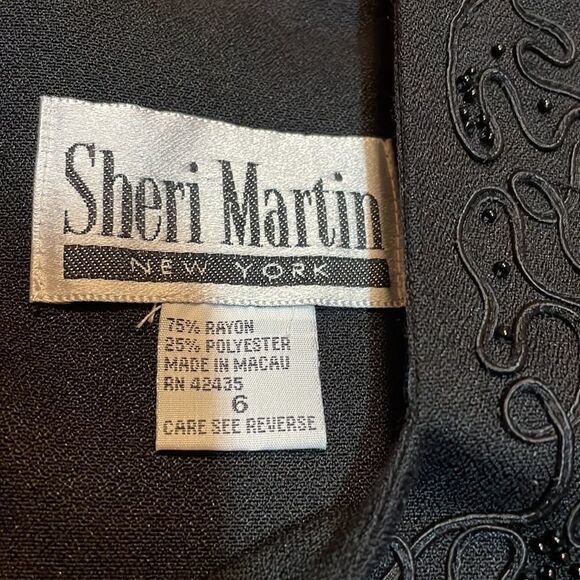 Sheri Martin
NEW YORK
75% RAYON
25% POLYESTER
MADE IN MACAU
RN 42435
6
CARE SEE REVERSE